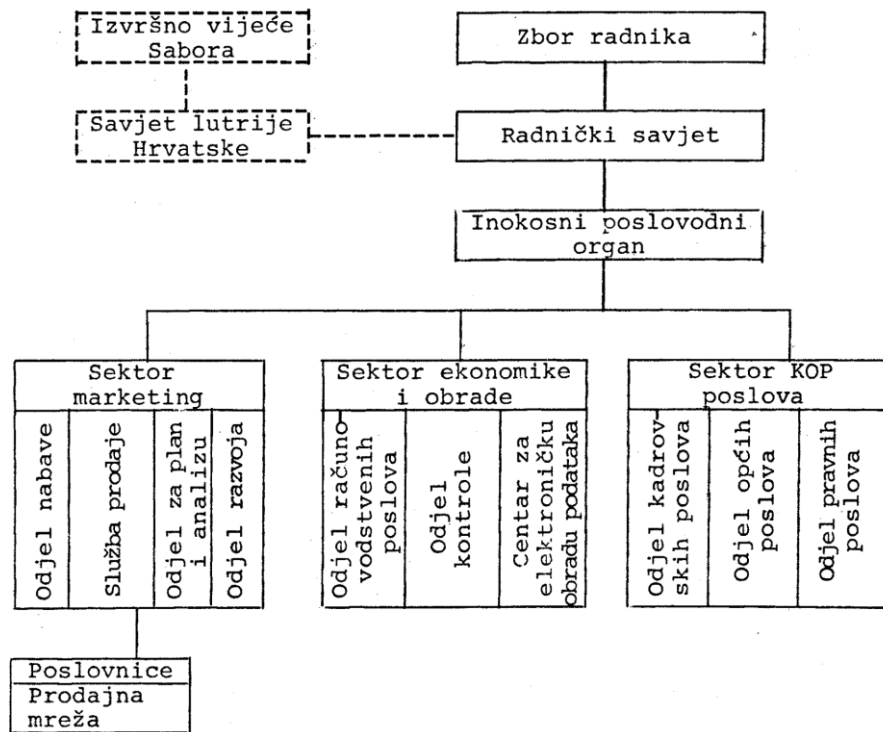 Izvršno vijeće
Sabora
Zbor radnika
Savjet lutrije
Hrvatske
Radnički savjet
Inokosni poslovodni
organ
Sektor
marketing
Odjel nabave
Služba prodaje
Odjel za plan
i analizu
Odjel razvoja
Sektor ekonomike
i obrade
Odjel računo-
vodstvenih
poslova
Odjel
kontrole
Centar za
elektroničku
obradu podataka
Sektor KOP
poslova
Odjel kadrov-
skih poslova
Odjel općih
poslova
Odjel pravnih
poslova
Poslovnice
Prodajna
mreža